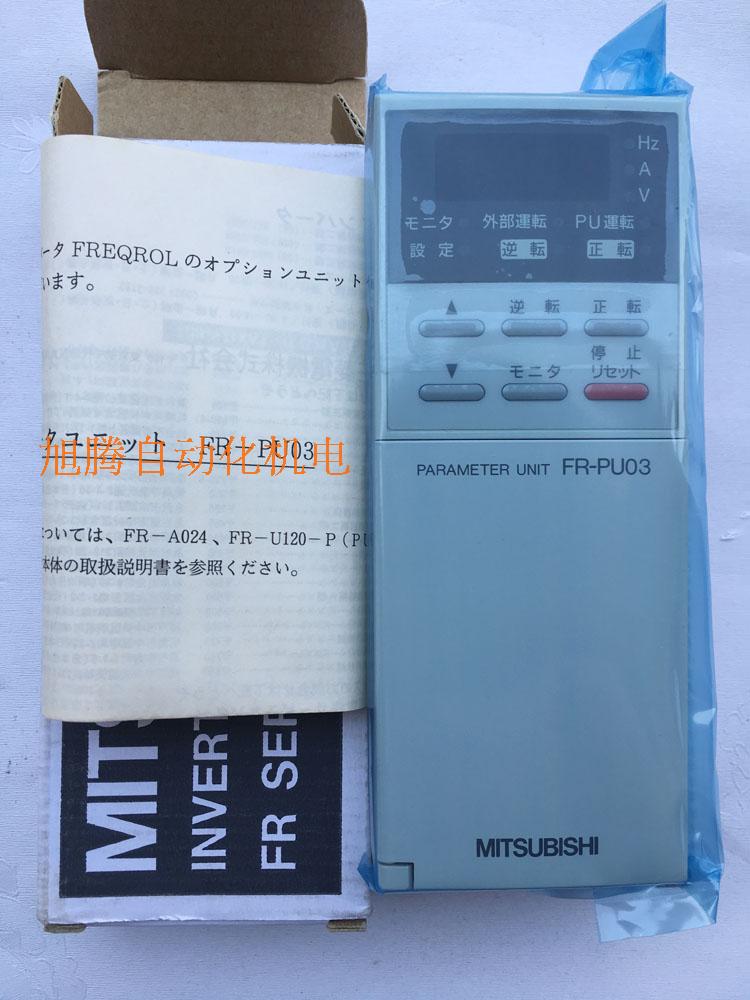 ータ FREQROL のオプションユニット
います。
タユニット FR－PU03
旭腾自动化机电
ついては、FR－A024、FR－U120－P（PU
体の取扱説明書を参照ください。
MITS
INVERT
FR SER
Hz
A
V
モニタ 外部運転 PU運転
設定 逆転 正転
▲ 逆転 正転
▼ モニタ 停止
リセット
PARAMETER UNIT FR-PU03
MITSUBISHI